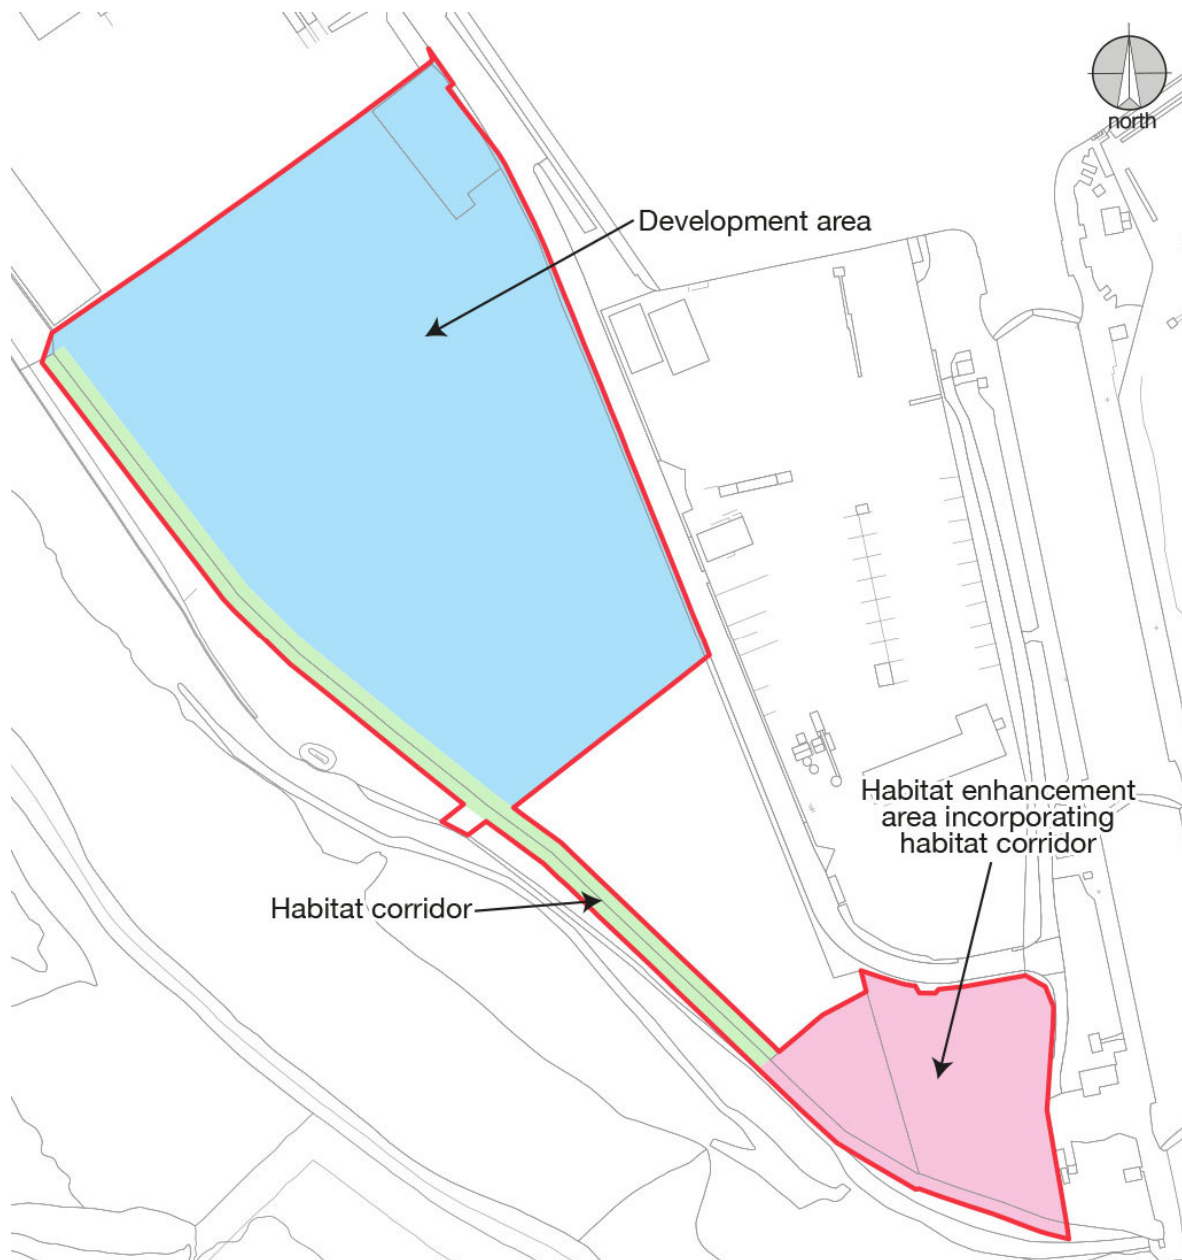 north
Development area
Habitat enhancement
area incorporating
habitat corridor
Habitat corridor